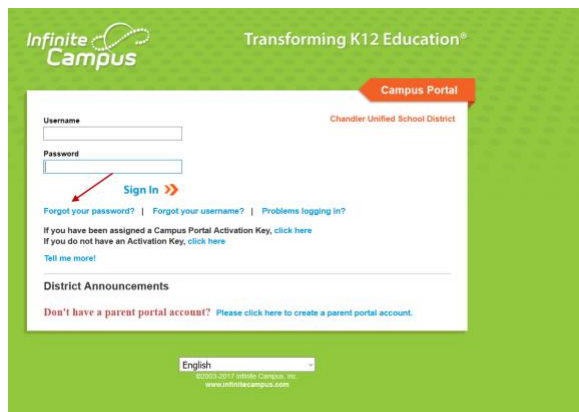 Infinite
Campus
Transforming K12 Education®
Campus Portal
Chandler Unified School District
Username
Password
Sign In
Forgot your password? | Forgot your username? | Problems logging in?
If you have been assigned a Campus Portal Activation Key, click here
If you do not have an Activation Key, click here
Tell me more!
District Announcements
Don't have a parent portal account? Please click here to create a parent portal account.
English
©2003-2017 Infinite Campus, Inc.
www.infinitecampus.com